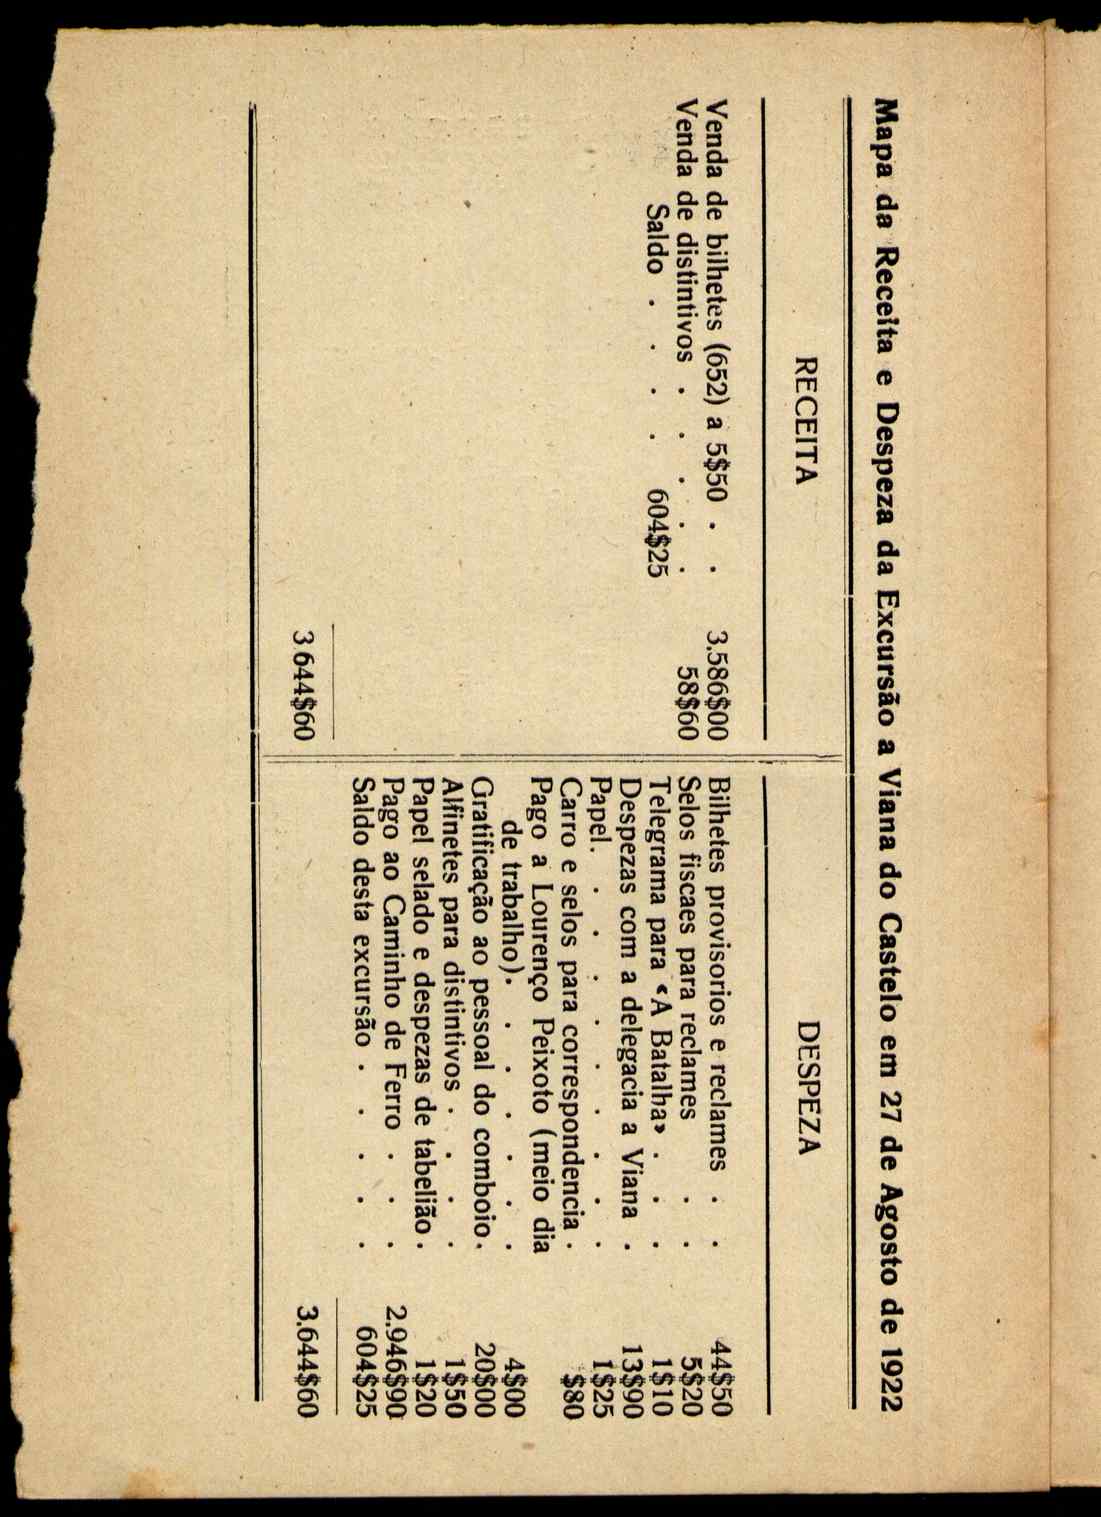 Mapa da Receita e Despeza da Excursão a Viana do Castelo em 27 de Agosto de 1922
RECEITA
Venda de bilhetes (652) a 5$50 . . 3.586$00
Venda de distintivos . . . . . 58$60
Saldo . . . . 604$25
3.644$60
DESPEZA
Bilhetes provisorios e reclames . . 44$50
Selos fiscaes para reclames . . 5$20
Telegrama para «A Batalha» . . . 1$10
Despezas com a delegacia a Viana . 13$90
Papel. . . . . . . . . 1$25
Carro e selos para correspondencia . $80
Pago a Lourenço Peixoto (meio dia
de trabalho). . . . . . . 4$00
Gratificação ao pessoal do comboio. 20$00
Alfinetes para distintivos . . . . 1$50
Papel selado e despezas de tabelião . 1$20
Pago ao Caminho de Ferro . . . 2.946$90
Saldo desta excursão . . . . . 604$25
3.644$60